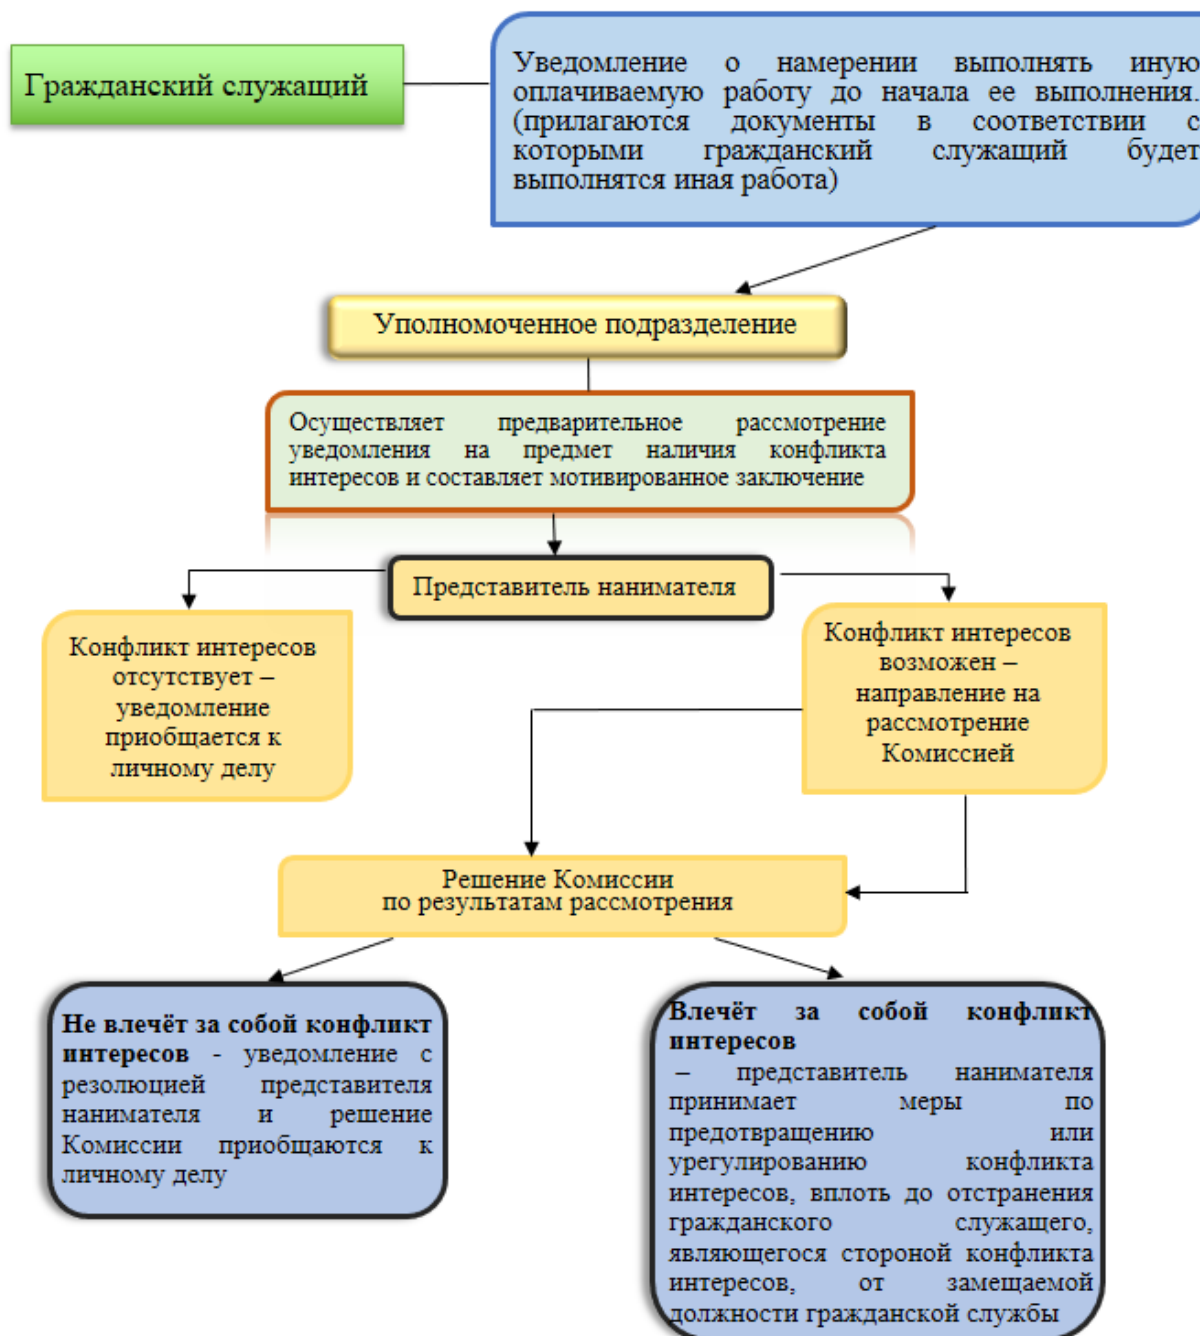 Гражданский служащий
Уведомление о намерении выполнять иную
оплачиваемую работу до начала ее выполнения.
(прилагаются документы в соответствии с
которыми гражданский служащий будет
выполнятся иная работа)
Уполномоченное подразделение
Осуществляет предварительное рассмотрение
уведомления на предмет наличия конфликта
интересов и составляет мотивированное заключение
Представитель нанимателя
Конфликт интересов
отсутствует –
уведомление
приобщается к
личному делу
Конфликт интересов
возможен –
направление на
рассмотрение
Комиссией
Решение Комиссии
по результатам рассмотрения
Не влечёт за собой конфликт
интересов - уведомление с
резолюцией представителя
нанимателя и решение
Комиссии приобщаются к
личному делу
Влечёт за собой конфликт
интересов
– представитель нанимателя
принимает меры по
предотвращению или
урегулированию конфликта
интересов, вплоть до отстранения
гражданского служащего,
являющегося стороной конфликта
интересов, от замещаемой
должности гражданской службы